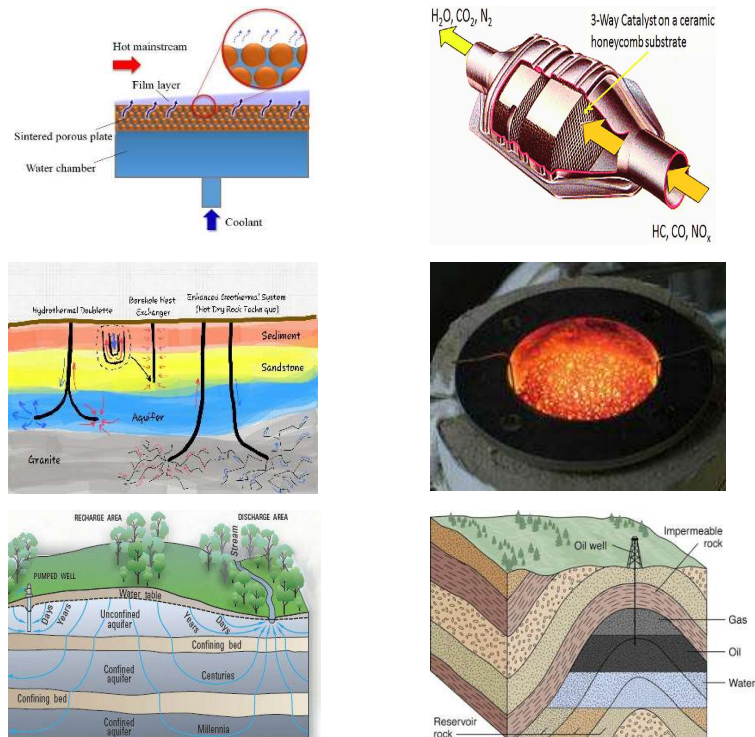 Hot mainstream
Film layer
Sintered porous plate
Water chamber
Coolant
H₂O, CO₂, N₂
3-Way Catalyst on a ceramic
honeycomb substrate
HC, CO, NOₓ
Hydrothermal Doublette
Borehole Heat
Exchanger
Enhanced Geothermal System
(Hot Dry Rock Technique)
Sediment
Sandstone
Aquifer
Granite
RECHARGE AREA
DISCHARGE AREA
Stream
PUMPED WELL
Water table
Days
Years
Unconfined
aquifer
Years
Days
Confining bed
Confined
aquifer
Centuries
Confining bed
Confined
aquifer
Millennia
Oil well
Impermeable
rock
Gas
Oil
Water
Reservoir
rock